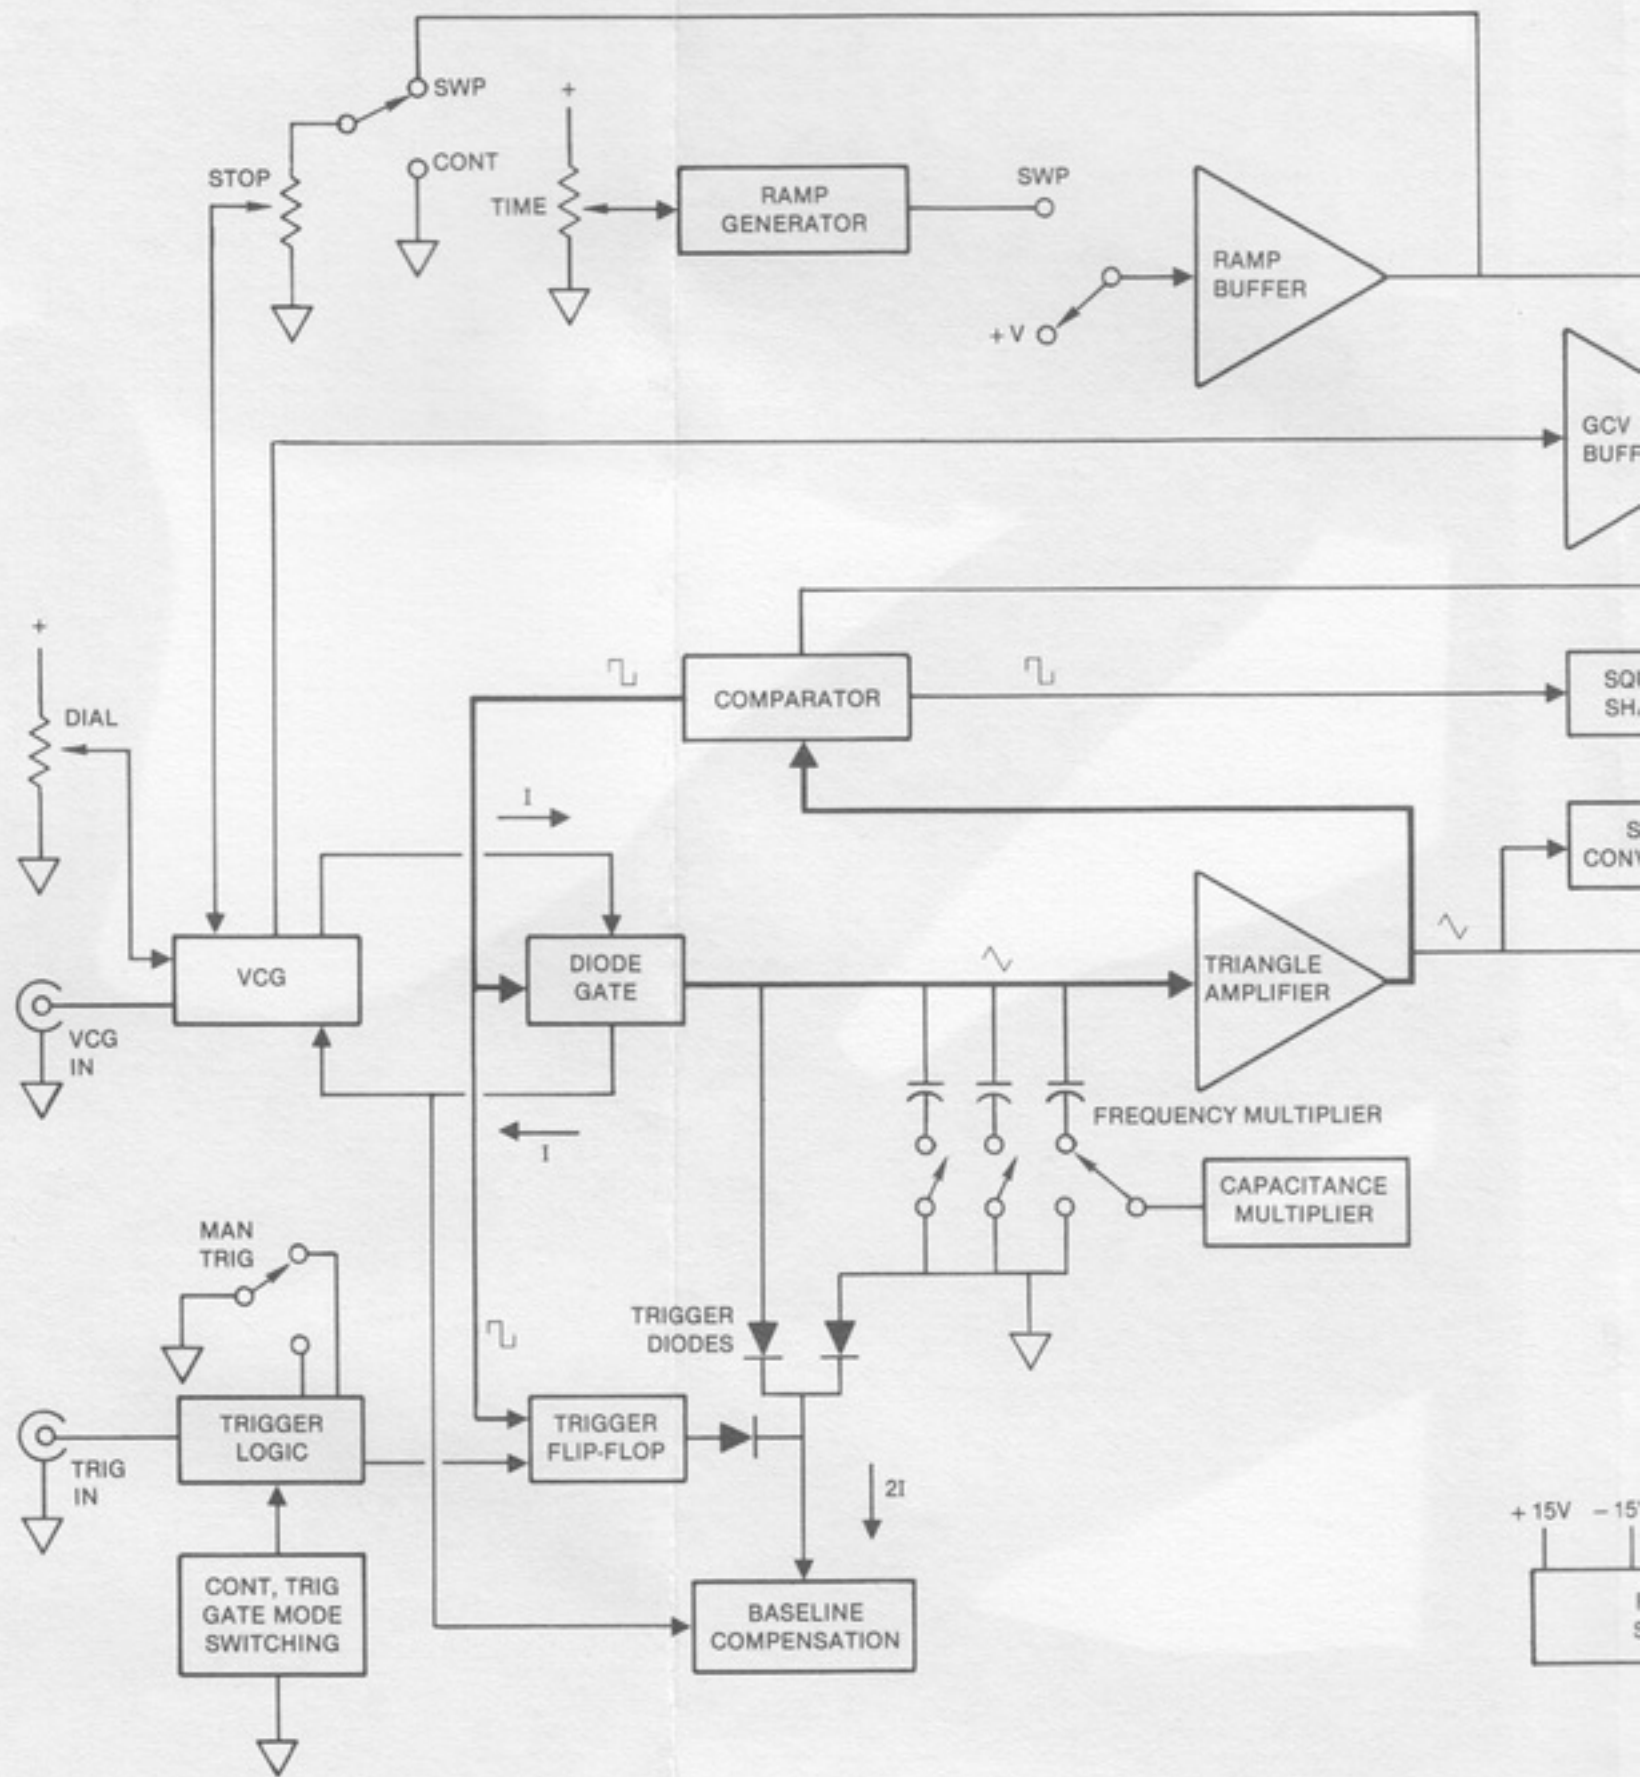 SWP
CONT
STOP
+
TIME
RAMP
GENERATOR
SWP
+V
RAMP
BUFFER
GCV
+
DIAL
COMPARATOR
I
VCG
DIODE
GATE
TRIANGLE
AMPLIFIER
VCG
IN
I
FREQUENCY MULTIPLIER
CAPACITANCE
MULTIPLIER
MAN
TRIG
TRIGGER
DIODES
TRIGGER
LOGIC
TRIGGER
FLIP-FLOP
TRIG
IN
2I
+ 15V
CONT, TRIG
GATE MODE
SWITCHING
BASELINE
COMPENSATION